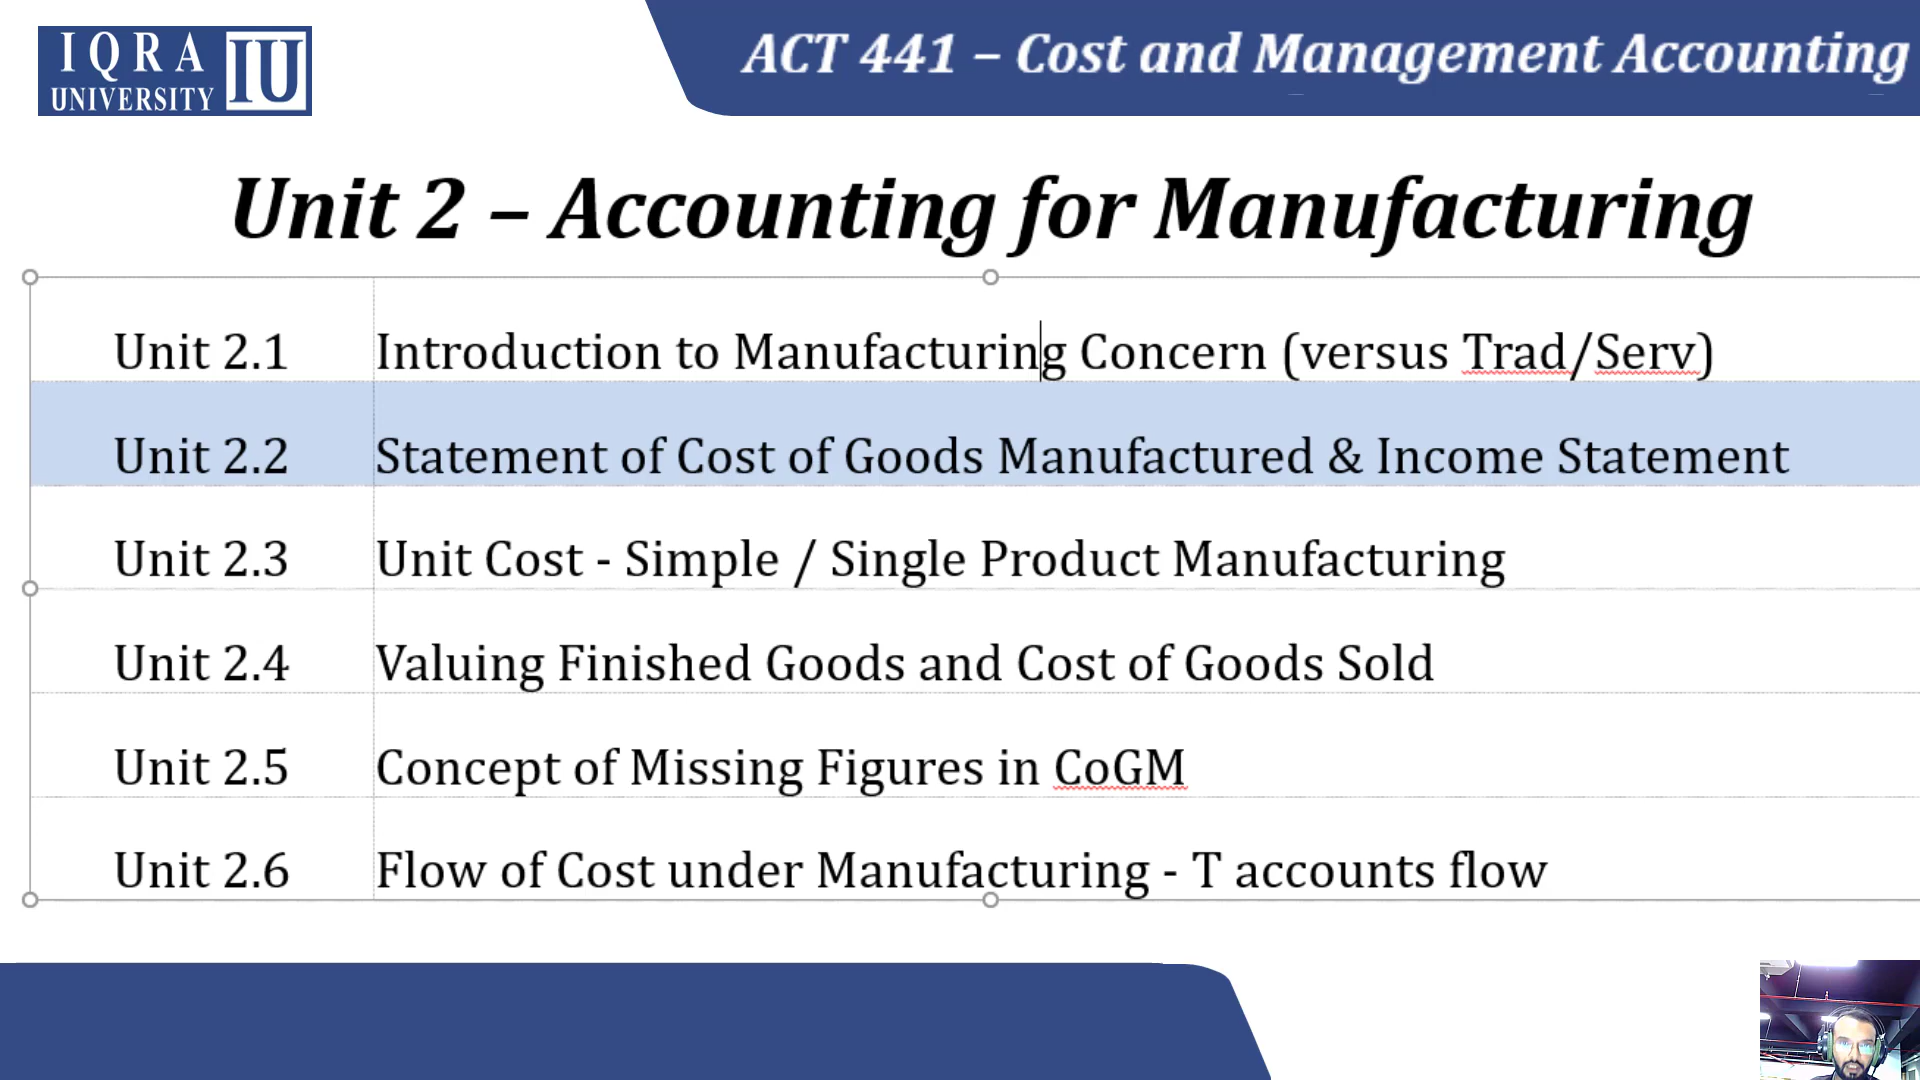 IQRA
UNIVERSITY
IU
ACT 441 – Cost and Management Accounting
Unit 2 – Accounting for Manufacturing
Unit 2.1 Introduction to Manufacturing Concern (versus Trad/Serv)
Unit 2.2 Statement of Cost of Goods Manufactured & Income Statement
Unit 2.3 Unit Cost - Simple / Single Product Manufacturing
Unit 2.4 Valuing Finished Goods and Cost of Goods Sold
Unit 2.5 Concept of Missing Figures in CoGM
Unit 2.6 Flow of Cost under Manufacturing - T accounts flow